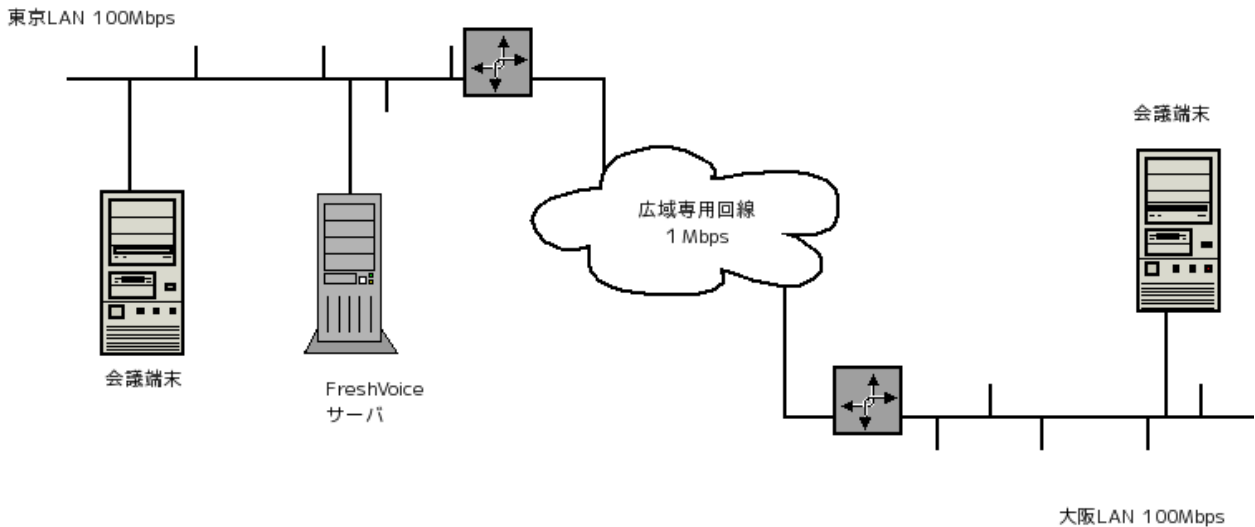 東京LAN 100Mbps
会議端末
広域専用回線
1 Mbps
会議端末
FreshVoice
サーバ
大阪LAN 100Mbps